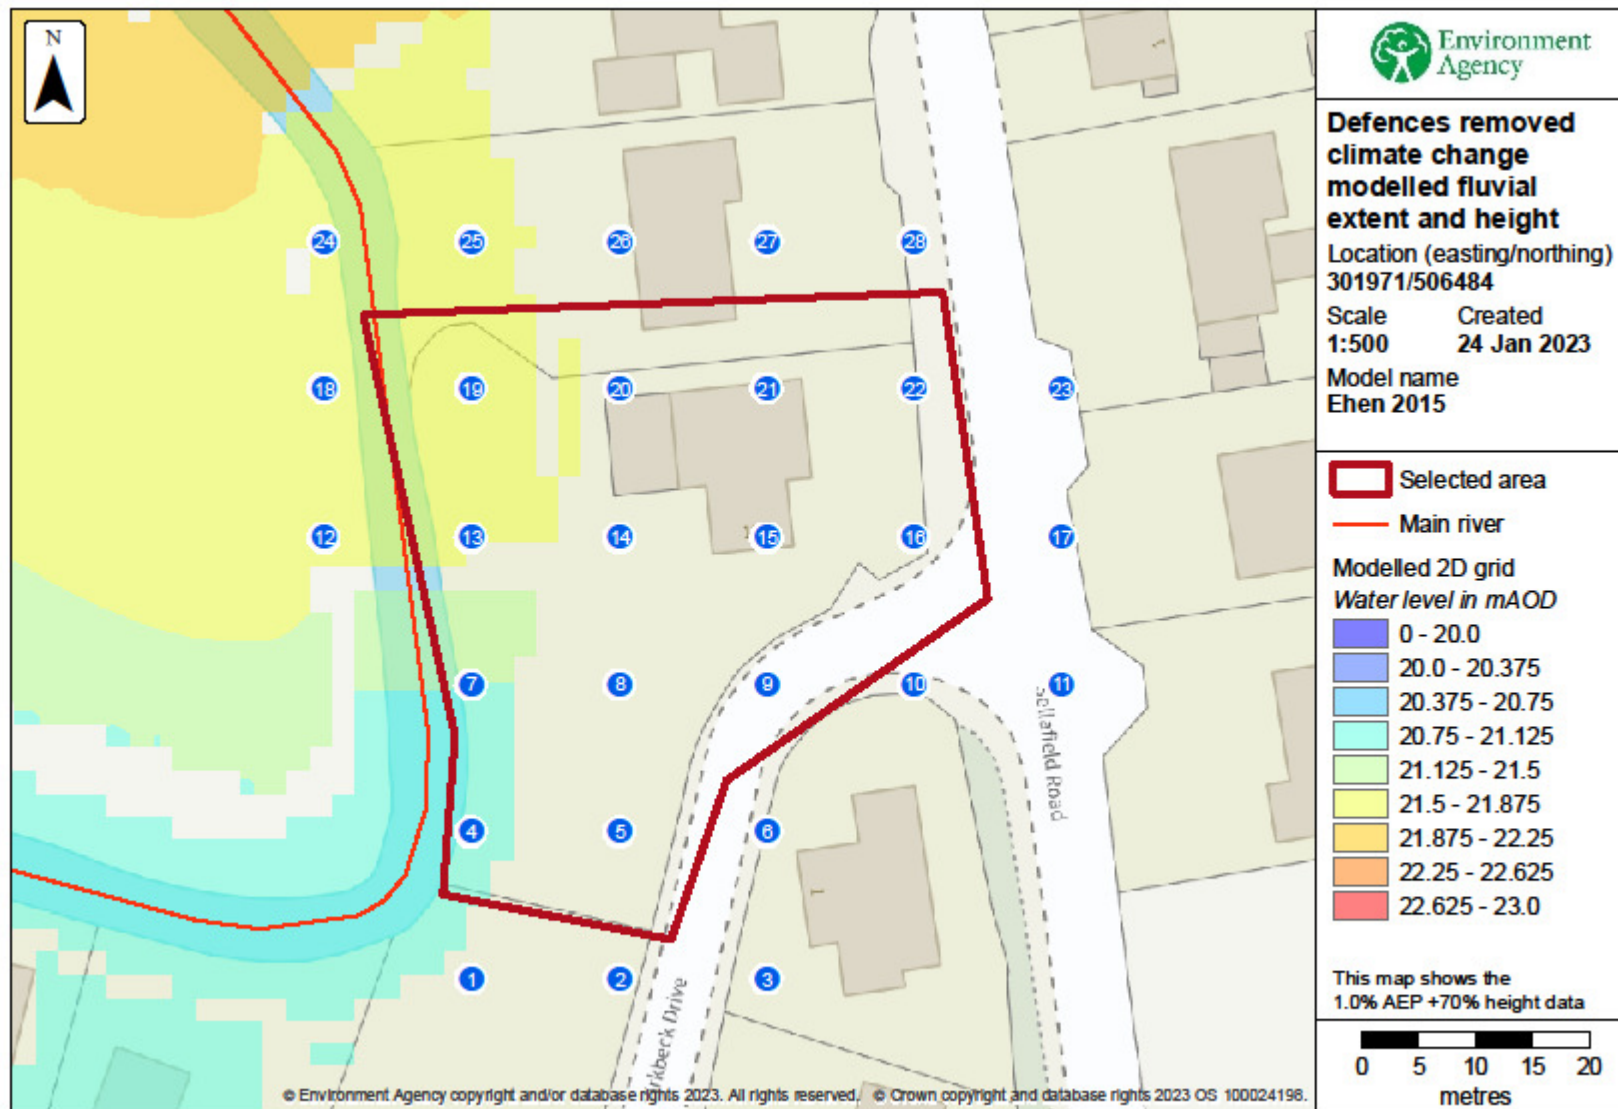 N
24
25
26
27
28
18
19
20
21
22
23
12
13
14
15
16
17
7
8
9
10
11
4
5
6
1
2
3
1
1
1
Sellafield Road
irkbeck Drive
© Environment Agency copyright and/or database rights 2023. All rights reserved. © Crown copyright and database rights 2023 OS 100024198.
Environment
Agency
Defences removed
climate change
modelled fluvial
extent and height
Location (easting/northing)
301971/506484
Scale Created
1:500 24 Jan 2023
Model name
Ehen 2015
Selected area
Main river
Modelled 2D grid
Water level in mAOD
0 - 20.0
20.0 - 20.375
20.375 - 20.75
20.75 - 21.125
21.125 - 21.5
21.5 - 21.875
21.875 - 22.25
22.25 - 22.625
22.625 - 23.0
This map shows the
1.0% AEP +70% height data
0 5 10 15 20
metres